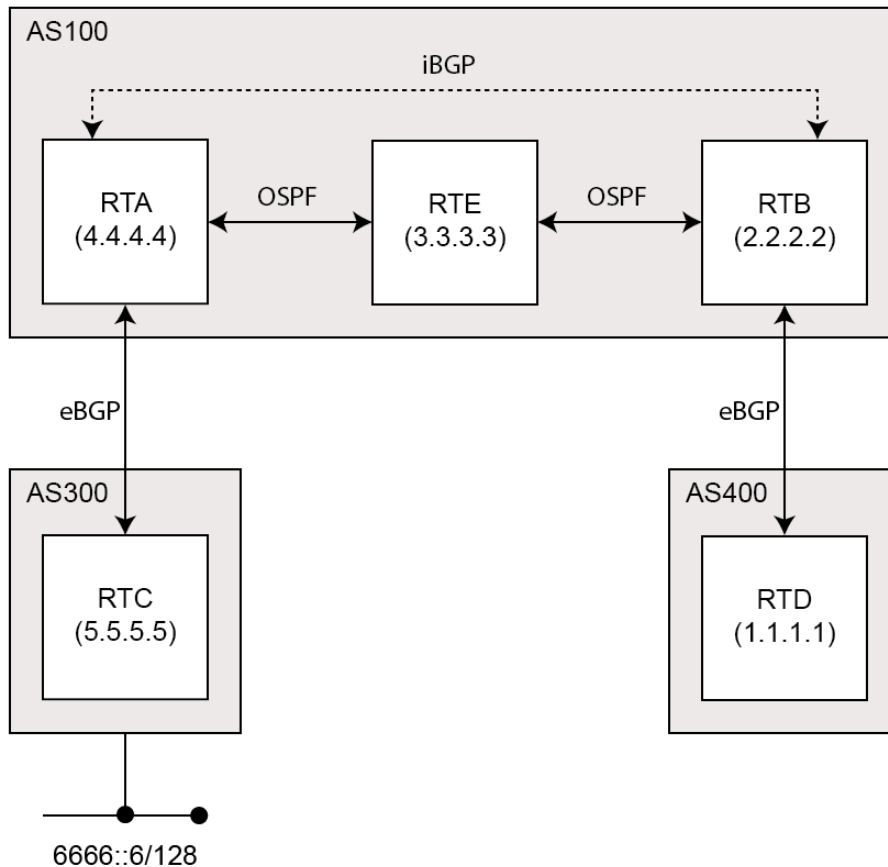 AS100
iBGP
RTA
(4.4.4.4)
OSPF
RTE
(3.3.3.3)
OSPF
RTB
(2.2.2.2)
eBGP
eBGP
AS300
RTC
(5.5.5.5)
AS400
RTD
(1.1.1.1)
6666::6/128